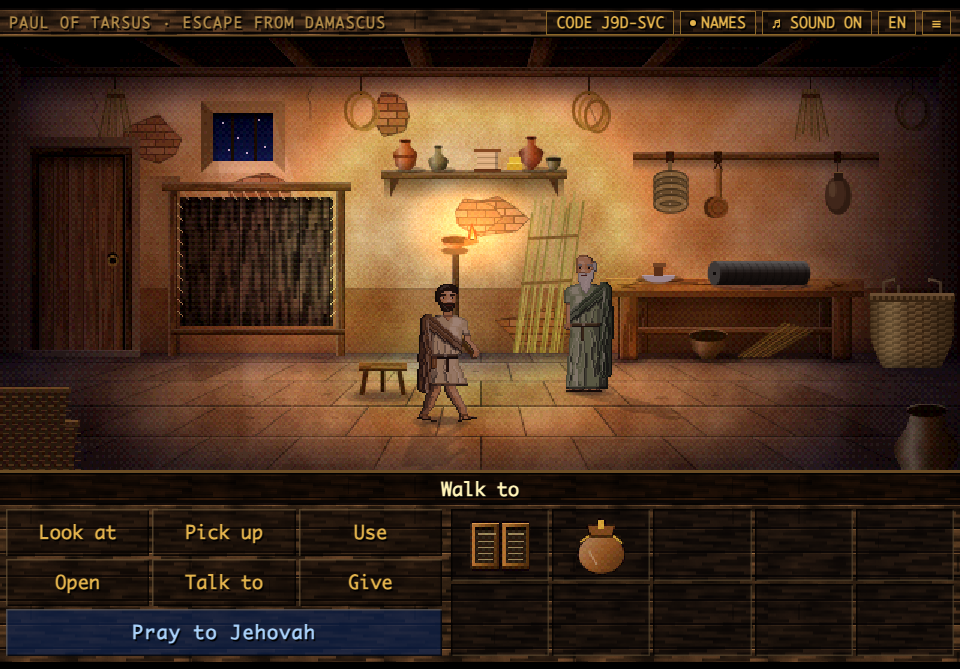 PAUL OF TARSUS · ESCAPE FROM DAMASCUS
CODE J9D-SVC
• NAMES
♬ SOUND ON
EN
≡
Walk to
Look at
Pick up
Use
Open
Talk to
Give
Pray to Jehovah